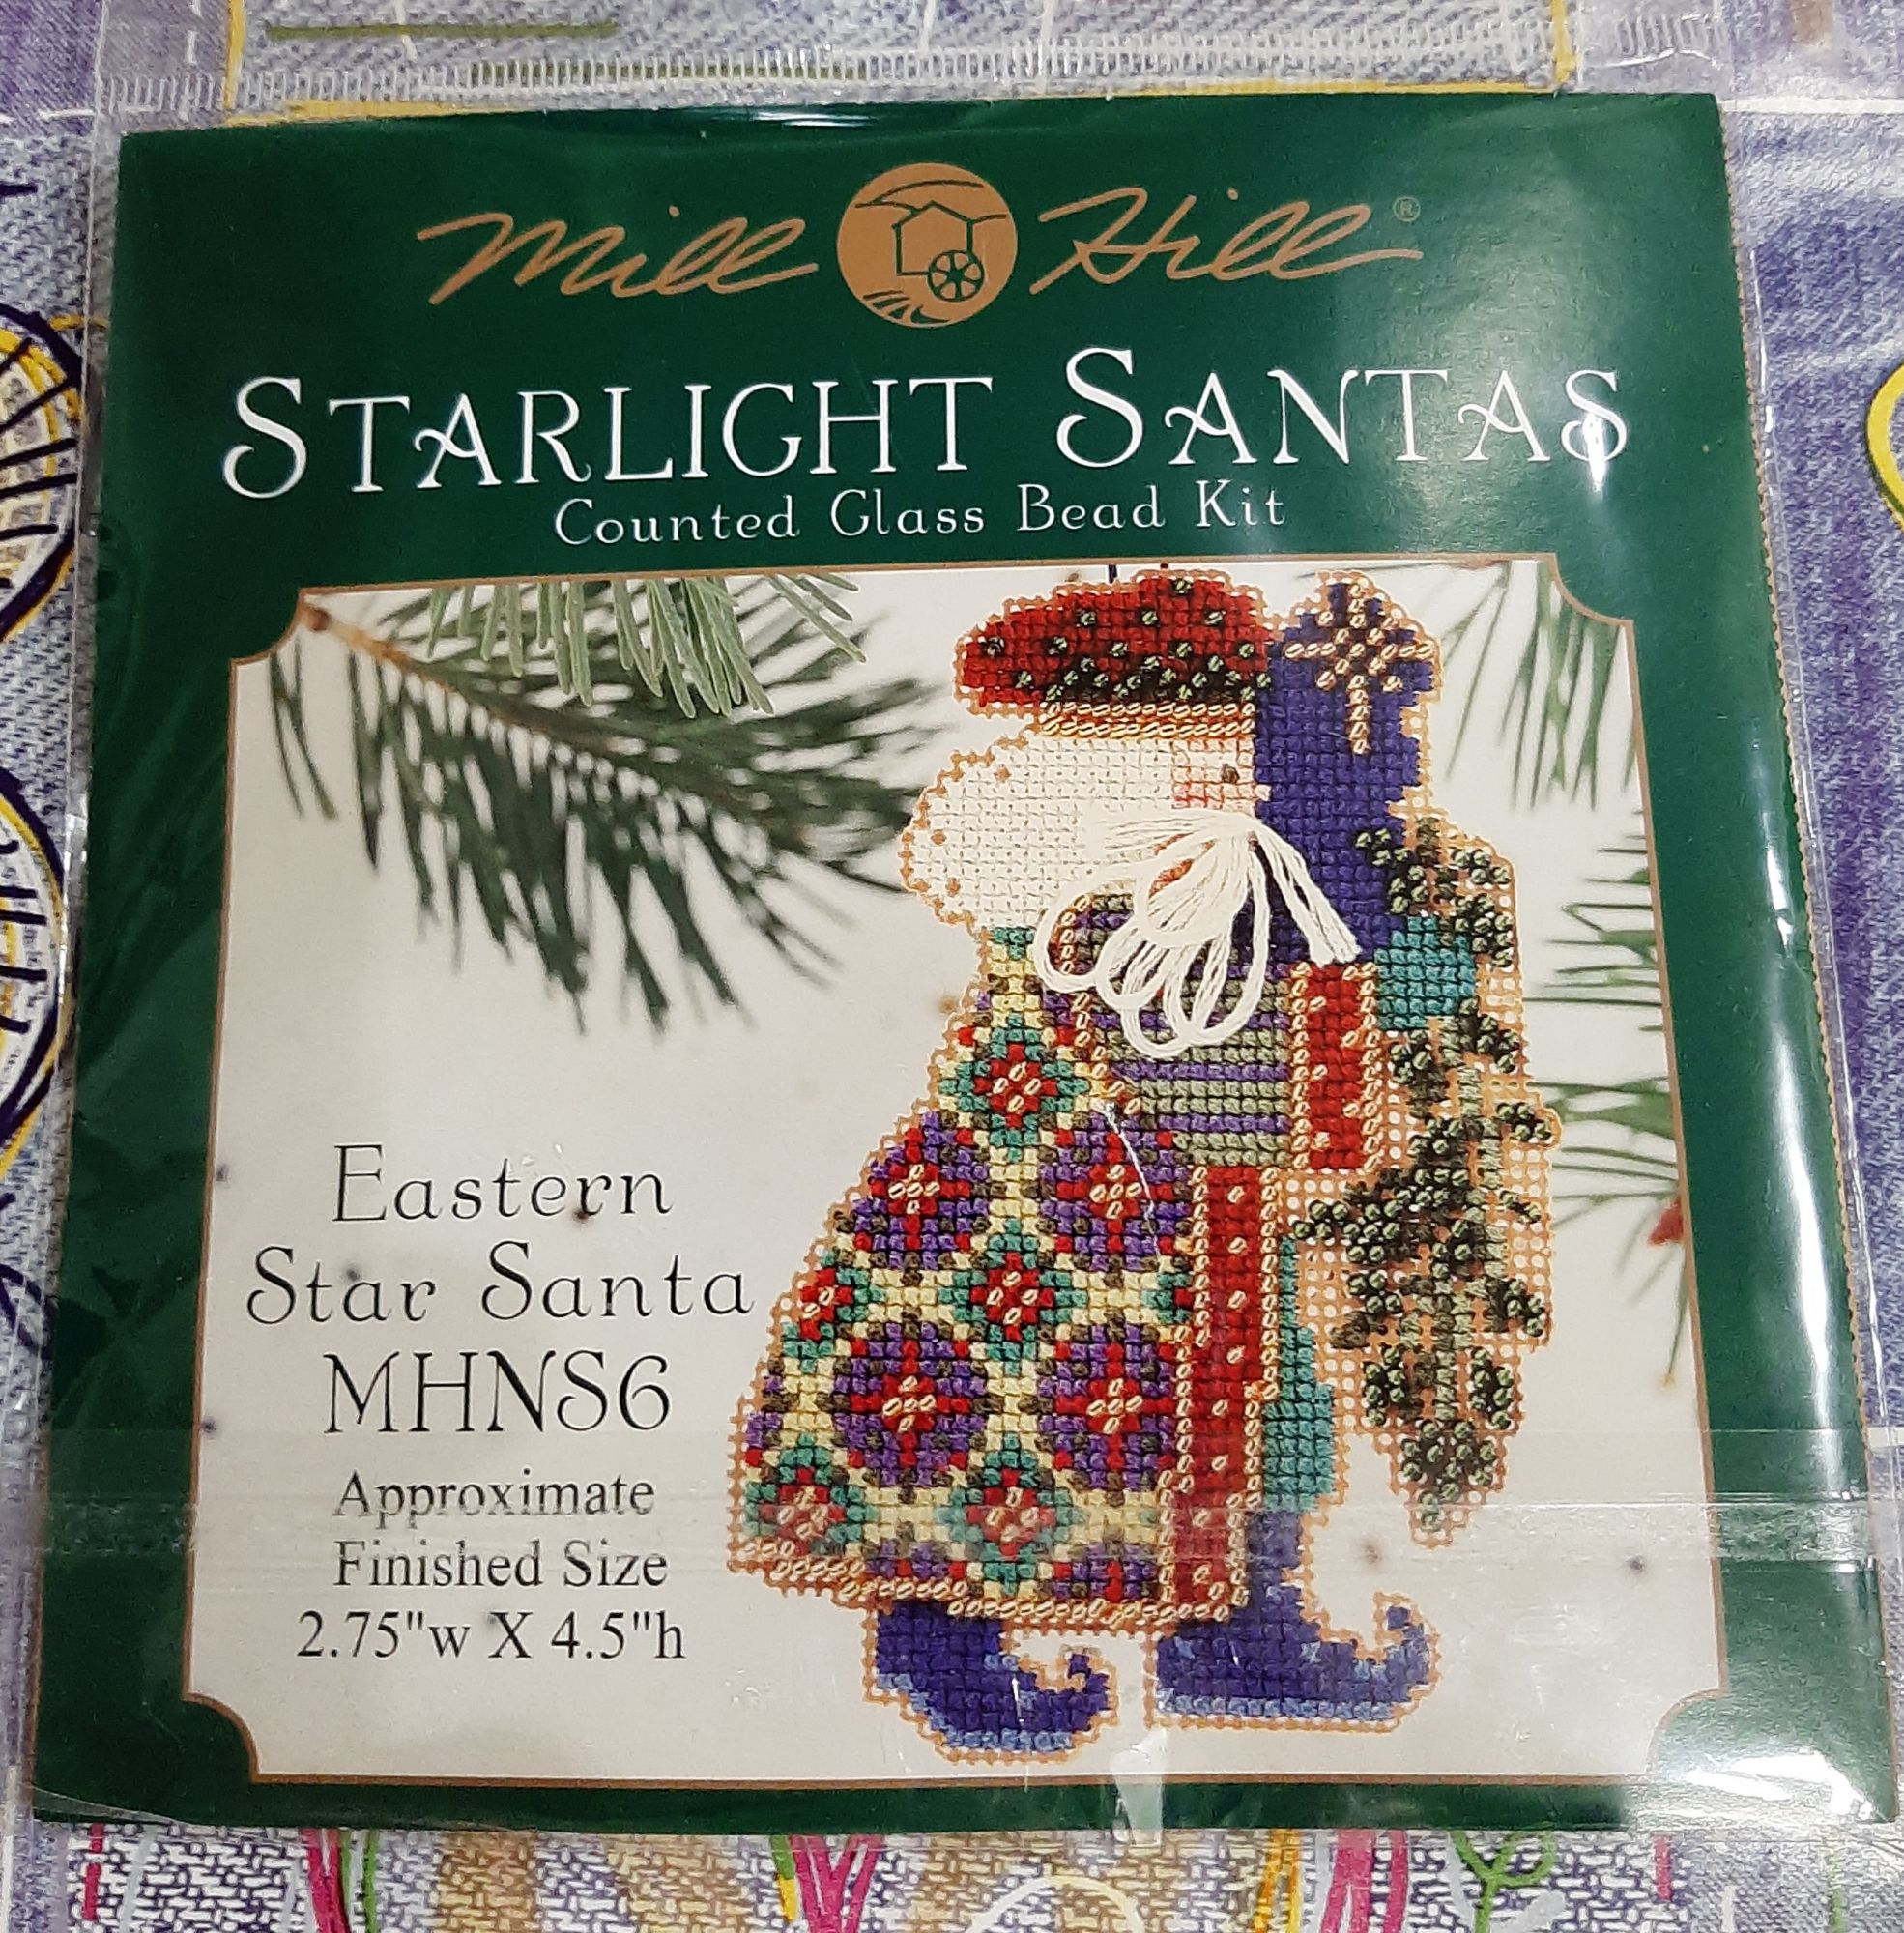 Mill Hill®
STARLIGHT SANTAS
Counted Glass Bead Kit
Eastern
Star Santa
MHNS6
Approximate
Finished Size
2.75"w X 4.5"h